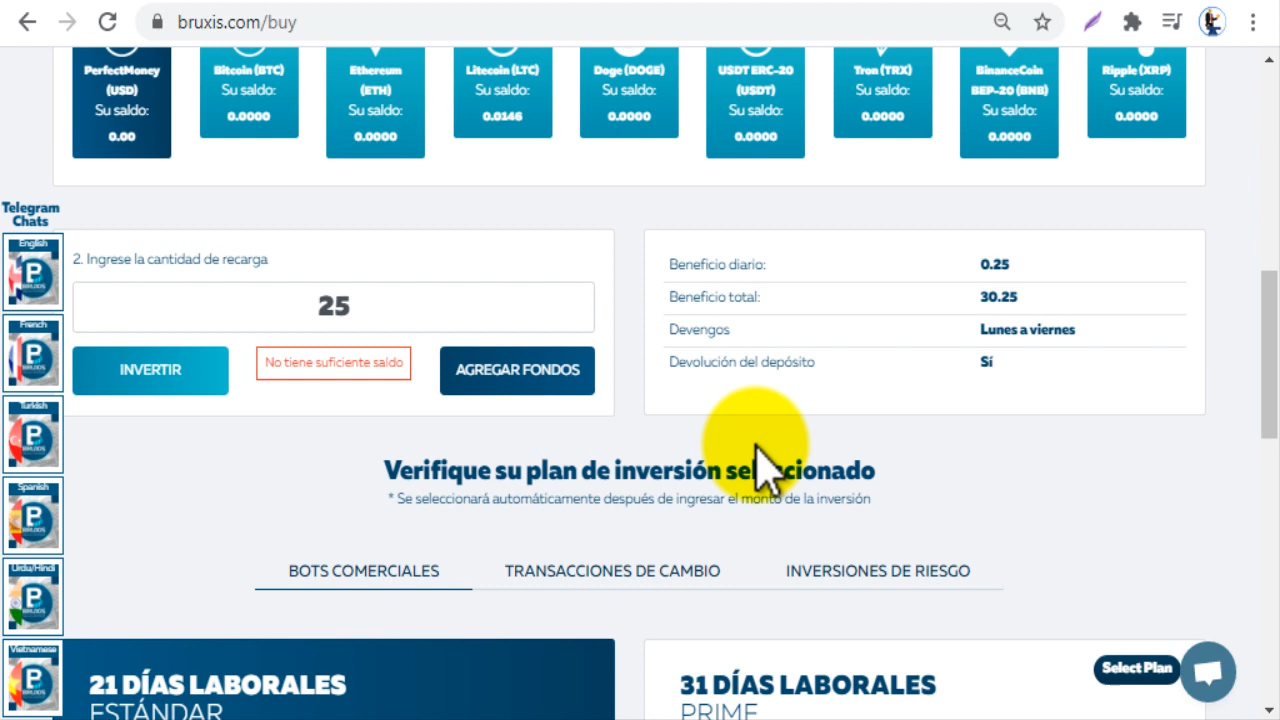 bruxis.com/buy
PerfectMoney
(USD)
Su saldo:
0.00
Bitcoin (BTC)
Su saldo:
0.0000
Ethereum
(ETH)
Su saldo:
0.0000
Litecoin (LTC)
Su saldo:
0.0146
Doge (DOGE)
Su saldo:
0.0000
USDT ERC-20
(USDT)
Su saldo:
0.0000
Tron (TRX)
Su saldo:
0.0000
BinanceCoin
BEP-20 (BNB)
Su saldo:
0.0000
Ripple (XRP)
Su saldo:
0.0000
Telegram
Chats
English
French
Turkish
Spanish
Urdu/Hindi
Vietnamese
2. Ingrese la cantidad de recarga
25
INVERTIR
No tiene suficiente saldo
AGREGAR FONDOS
Beneficio diario: 0.25
Beneficio total: 30.25
Devengos Lunes a viernes
Devolución del depósito Sí
Verifique su plan de inversión seleccionado
* Se seleccionará automáticamente después de ingresar el monto de la inversión
BOTS COMERCIALES TRANSACCIONES DE CAMBIO INVERSIONES DE RIESGO
21 DÍAS LABORALES
ESTÁNDAR
31 DÍAS LABORALES
PRIME
Select Plan